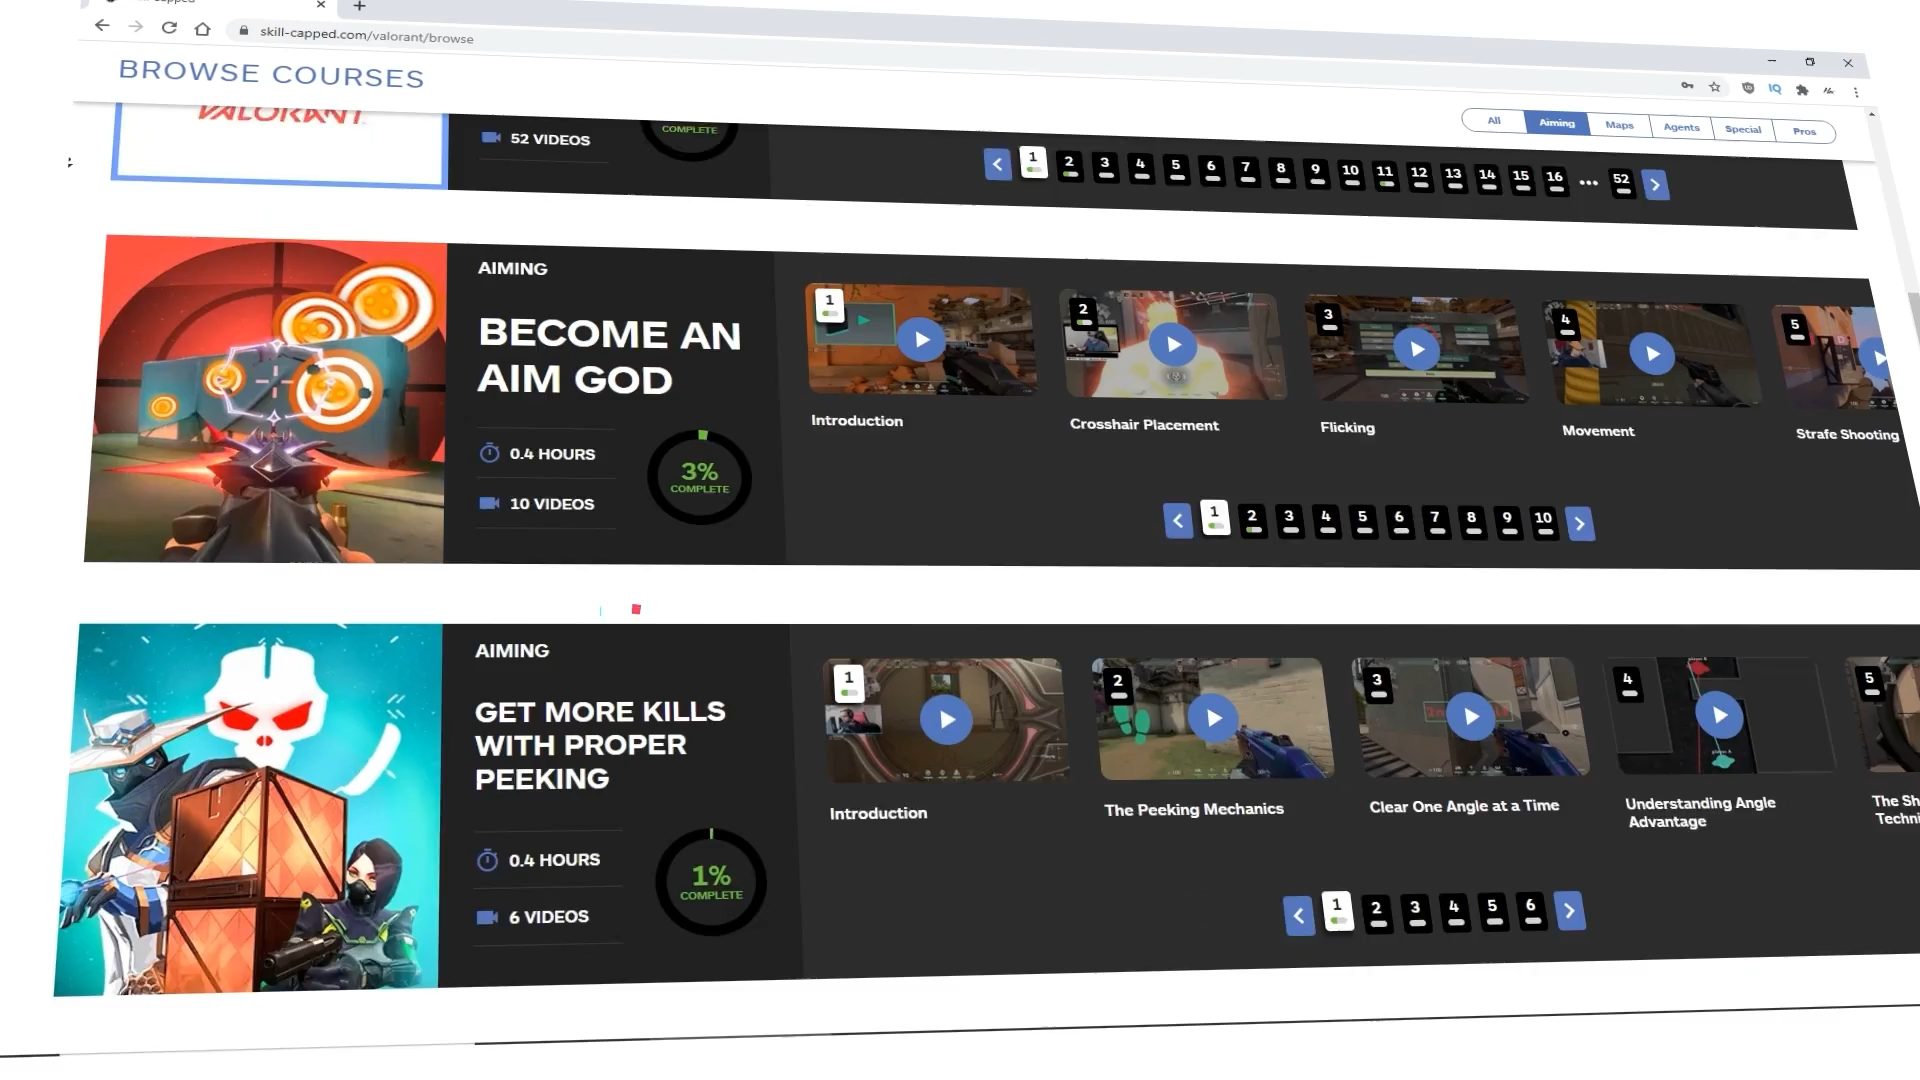 skill-capped.com/valorant/browse
IQ
BROWSE COURSES
All Aiming Maps Agents Special Pros
VALORANT
52 VIDEOS
COMPLETE
1 2 3 4 5 6 7 8 9 10 11 12 13 14 15 16 ••• 52
AIMING
BECOME AN
AIM GOD
0.4 HOURS
10 VIDEOS
3%
COMPLETE
1 2 3 4 5
Introduction
Crosshair Placement
Flicking
Movement
Strafe Shooting
1 2 3 4 5 6 7 8 9 10
AIMING
GET MORE KILLS
WITH PROPER
PEEKING
0.4 HOURS
6 VIDEOS
1%
COMPLETE
1 2 3 4 5
Introduction
The Peeking Mechanics
Clear One Angle at a Time
Understanding Angle
Advantage
The Sh
Techni
1 2 3 4 5 6